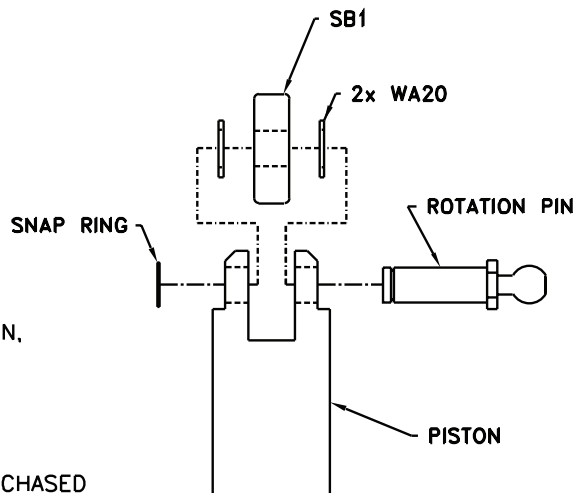 SB1
2x WA20
ROTATION PIN
SNAP RING
N,
PISTON
CHASED